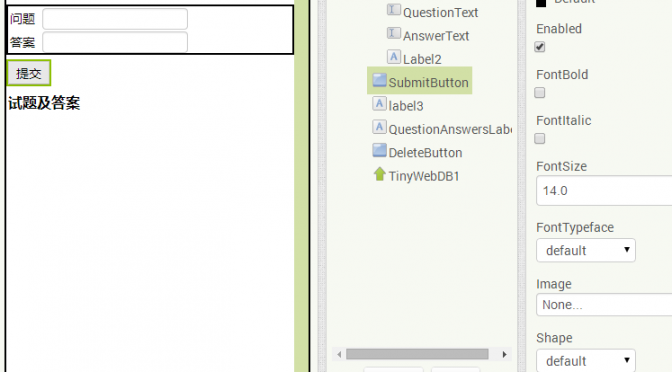 问题
答案
提交
试题及答案
QuestionText
AnswerText
Label2
SubmitButton
label3
QuestionAnswersLabe
DeleteButton
TinyWebDB1
Default
Enabled
FontBold
FontItalic
FontSize
14.0
FontTypeface
default
Image
None...
Shape
default